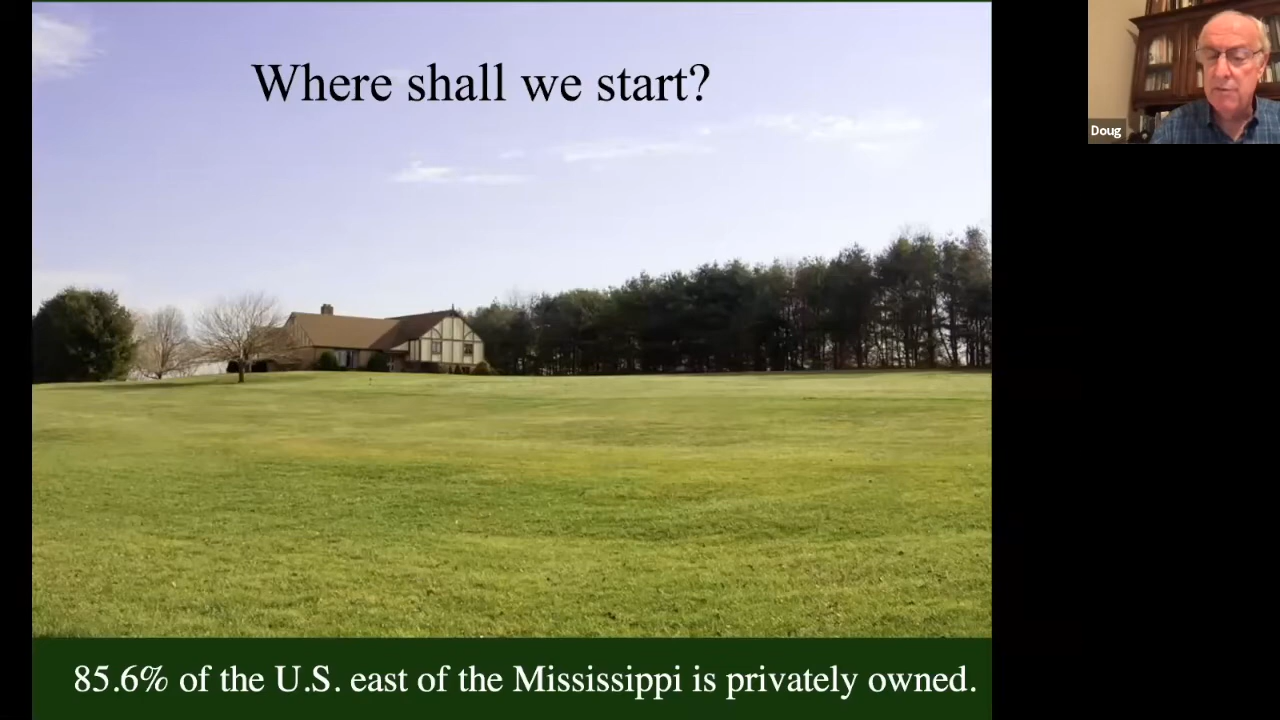 Where shall we start?
Doug
85.6% of the U.S. east of the Mississippi is privately owned.